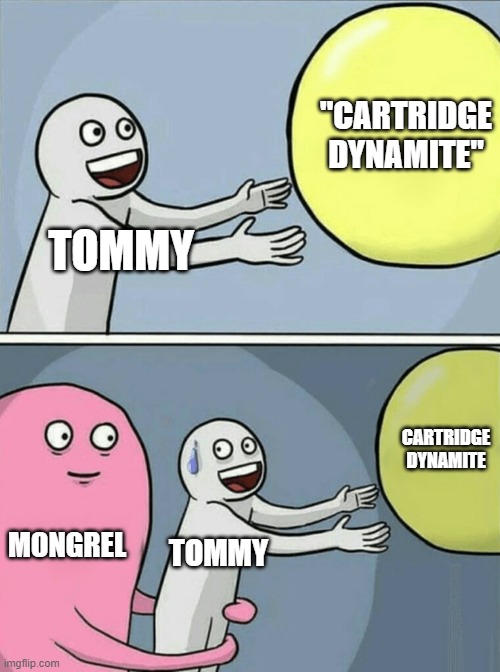 "CARTRIDGE
DYNAMITE"
TOMMY
CARTRIDGE
DYNAMITE
MONGREL
TOMMY
imgflip.com